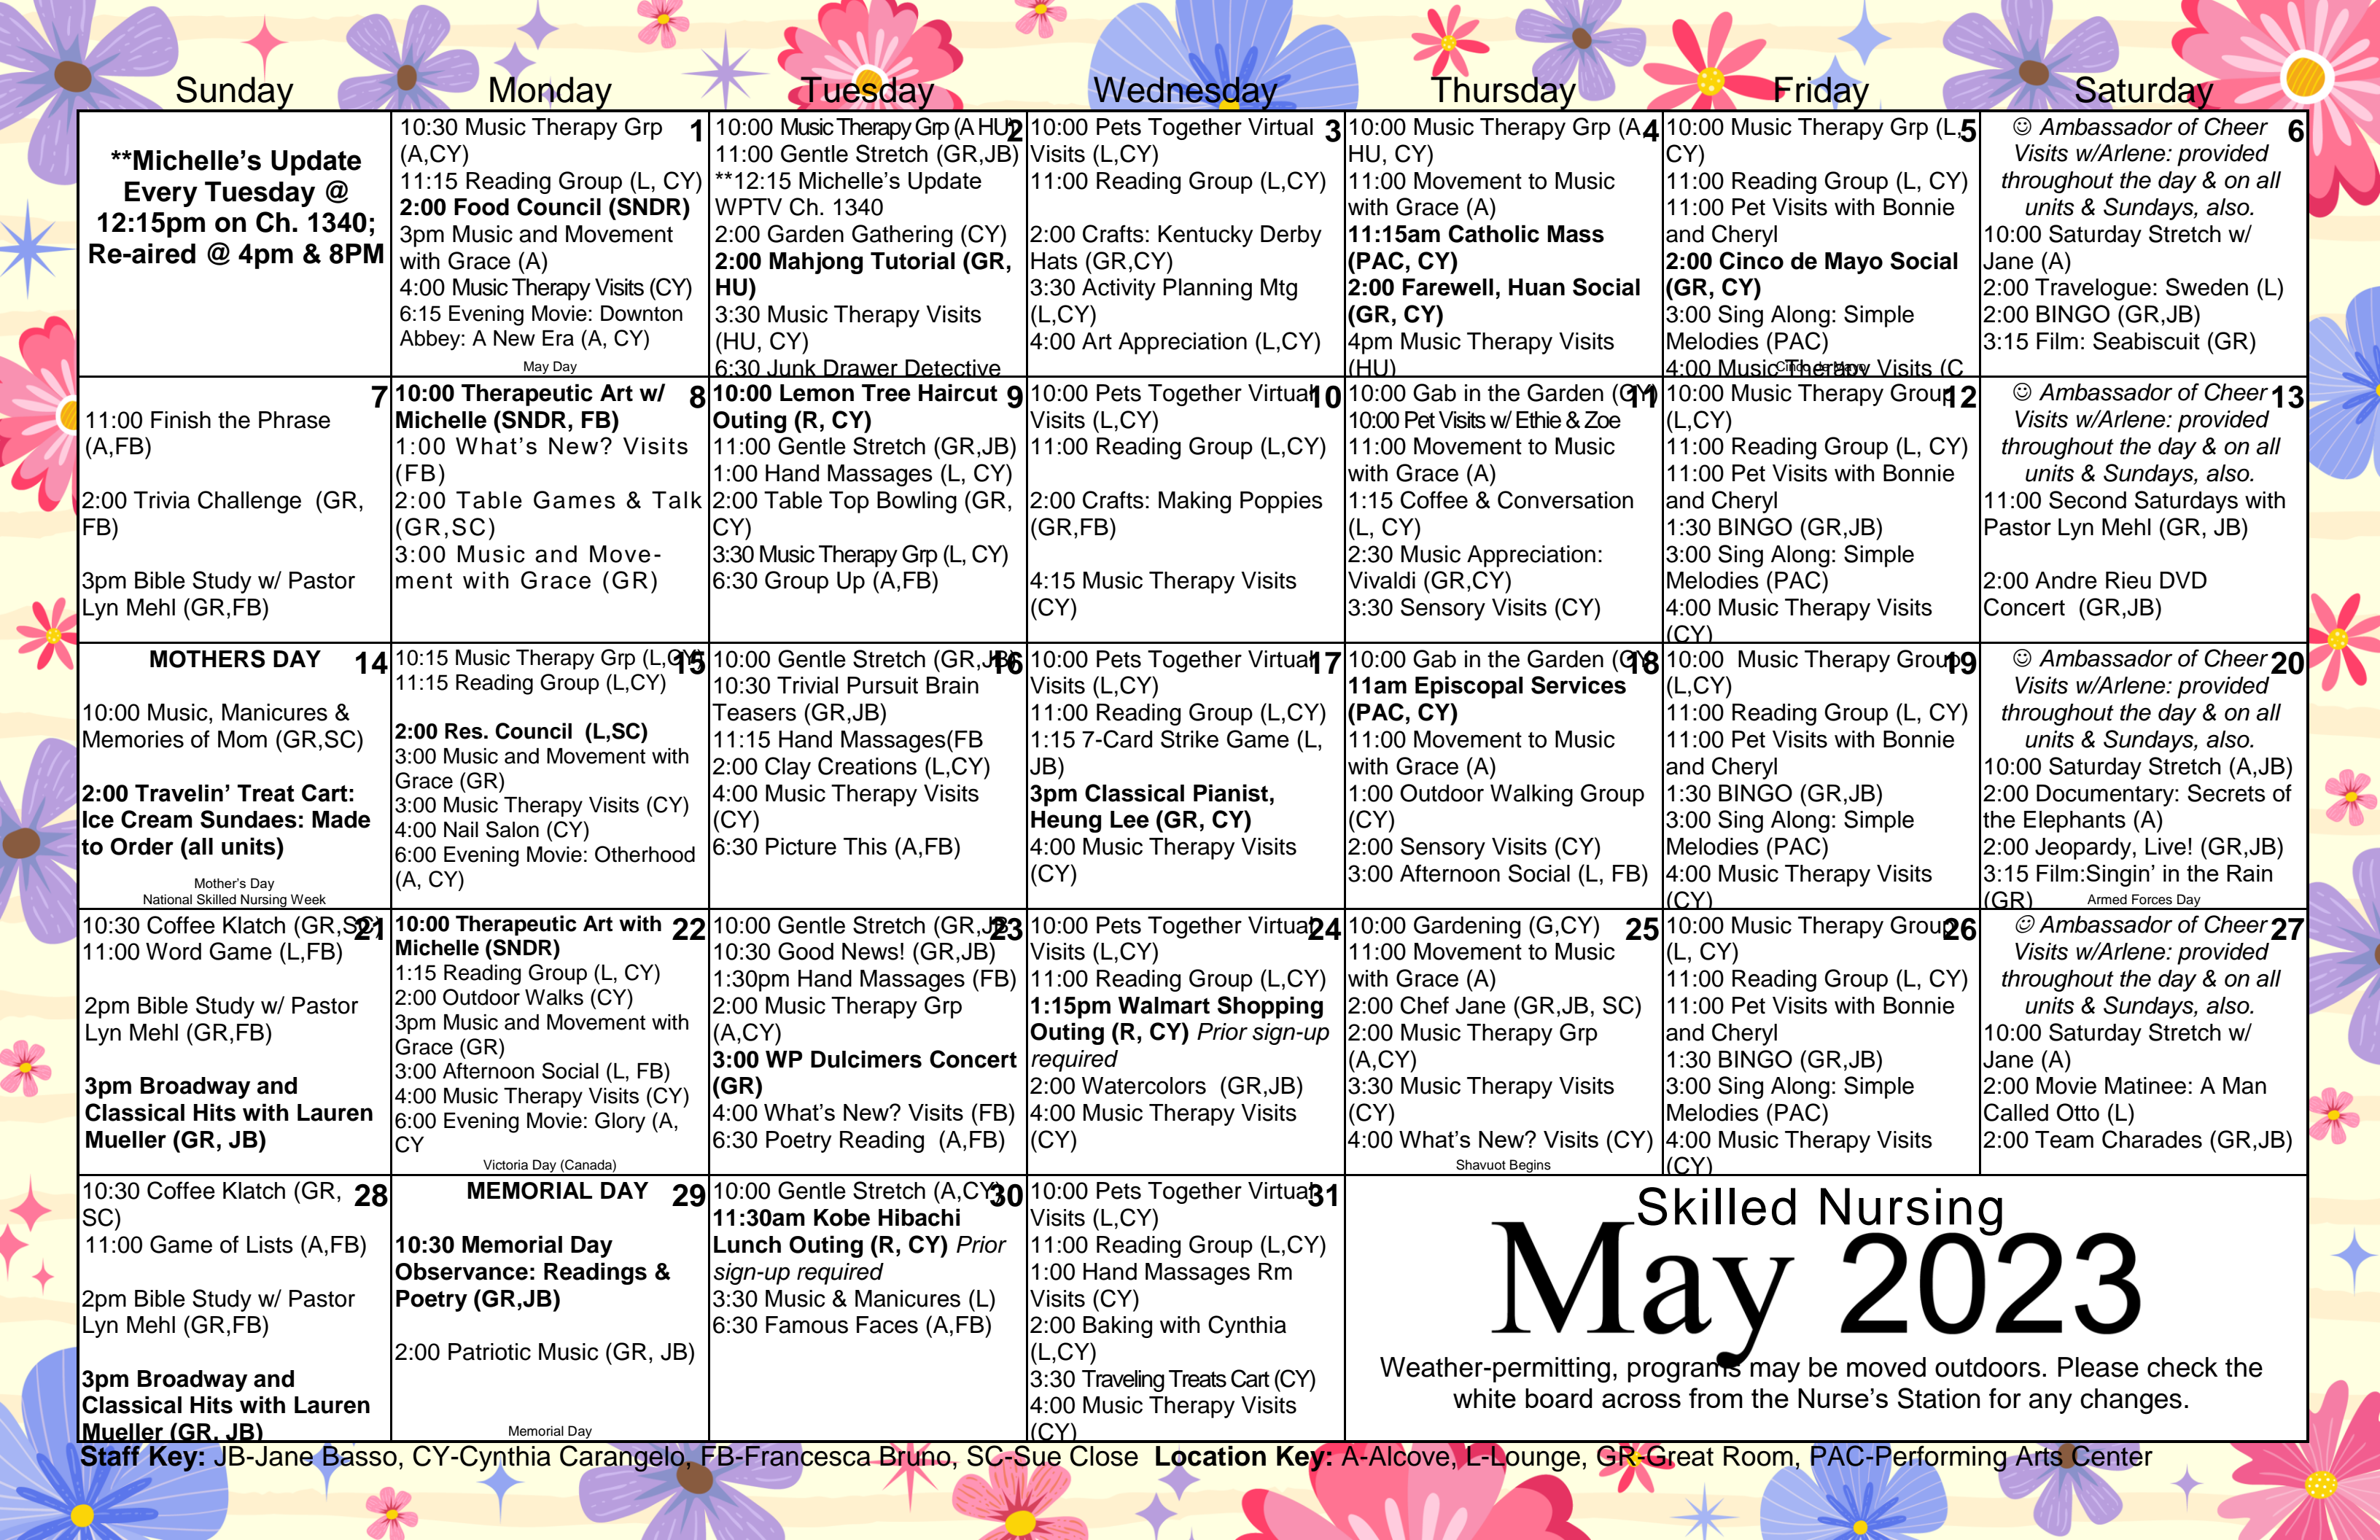 Sunday Monday Tuesday Wednesday Thursday Friday Saturday
**Michelle's Update
Every Tuesday @
12:15pm on Ch. 1340;
Re-aired @ 4pm & 8PM
1
10:30 Music Therapy Grp
(A,CY)
11:15 Reading Group (L, CY)
2:00 Food Council (SNDR)
3pm Music and Movement
with Grace (A)
4:00 Music Therapy Visits (CY)
6:15 Evening Movie: Downton
Abbey: A New Era (A, CY)
May Day
2
10:00 Music Therapy Grp (A HU)
11:00 Gentle Stretch (GR,JB)
**12:15 Michelle's Update
WPTV Ch. 1340
2:00 Garden Gathering (CY)
2:00 Mahjong Tutorial (GR,
HU)
3:30 Music Therapy Visits
(HU, CY)
6:30 Junk Drawer Detective
3
10:00 Pets Together Virtual
Visits (L,CY)
11:00 Reading Group (L,CY)
2:00 Crafts: Kentucky Derby
Hats (GR,CY)
3:30 Activity Planning Mtg
(L,CY)
4:00 Art Appreciation (L,CY)
4
10:00 Music Therapy Grp (A
HU, CY)
11:00 Movement to Music
with Grace (A)
11:15am Catholic Mass
(PAC, CY)
2:00 Farewell, Huan Social
(GR, CY)
4pm Music Therapy Visits
(HU)
5
10:00 Music Therapy Grp (L,
CY)
11:00 Reading Group (L, CY)
11:00 Pet Visits with Bonnie
and Cheryl
2:00 Cinco de Mayo Social
(GR, CY)
3:00 Sing Along: Simple
Melodies (PAC)
4:00 Music Therapy Visits (C
Cinco de Mayo
6
☺ Ambassador of Cheer
Visits w/Arlene: provided
throughout the day & on all
units & Sundays, also.
10:00 Saturday Stretch w/
Jane (A)
2:00 Travelogue: Sweden (L)
2:00 BINGO (GR,JB)
3:15 Film: Seabiscuit (GR)
7
11:00 Finish the Phrase
(A,FB)
2:00 Trivia Challenge (GR,
FB)
3pm Bible Study w/ Pastor
Lyn Mehl (GR,FB)
8
10:00 Therapeutic Art w/
Michelle (SNDR, FB)
1:00 What's New? Visits
(FB)
2:00 Table Games & Talk
(GR,SC)
3:00 Music and Move-
ment with Grace (GR)
9
10:00 Lemon Tree Haircut
Outing (R, CY)
11:00 Gentle Stretch (GR,JB)
1:00 Hand Massages (L, CY)
2:00 Table Top Bowling (GR,
CY)
3:30 Music Therapy Grp (L, CY)
6:30 Group Up (A,FB)
10
10:00 Pets Together Virtual
Visits (L,CY)
11:00 Reading Group (L,CY)
2:00 Crafts: Making Poppies
(GR,FB)
4:15 Music Therapy Visits
(CY)
11
10:00 Gab in the Garden (CY)
10:00 Pet Visits w/ Ethie & Zoe
11:00 Movement to Music
with Grace (A)
1:15 Coffee & Conversation
(L, CY)
2:30 Music Appreciation:
Vivaldi (GR,CY)
3:30 Sensory Visits (CY)
12
10:00 Music Therapy Group
(L,CY)
11:00 Reading Group (L, CY)
11:00 Pet Visits with Bonnie
and Cheryl
1:30 BINGO (GR,JB)
3:00 Sing Along: Simple
Melodies (PAC)
4:00 Music Therapy Visits
(CY)
13
☺ Ambassador of Cheer
Visits w/Arlene: provided
throughout the day & on all
units & Sundays, also.
11:00 Second Saturdays with
Pastor Lyn Mehl (GR, JB)
2:00 Andre Rieu DVD
Concert (GR,JB)
14
MOTHERS DAY
10:00 Music, Manicures &
Memories of Mom (GR,SC)
2:00 Travelin' Treat Cart:
Ice Cream Sundaes: Made
to Order (all units)
Mother's Day
National Skilled Nursing Week
15
10:15 Music Therapy Grp (L,CY)
11:15 Reading Group (L,CY)
2:00 Res. Council (L,SC)
3:00 Music and Movement with
Grace (GR)
3:00 Music Therapy Visits (CY)
4:00 Nail Salon (CY)
6:00 Evening Movie: Otherhood
(A, CY)
16
10:00 Gentle Stretch (GR,JB)
10:30 Trivial Pursuit Brain
Teasers (GR,JB)
11:15 Hand Massages(FB
2:00 Clay Creations (L,CY)
4:00 Music Therapy Visits
(CY)
6:30 Picture This (A,FB)
17
10:00 Pets Together Virtual
Visits (L,CY)
11:00 Reading Group (L,CY)
1:15 7-Card Strike Game (L,
JB)
3pm Classical Pianist,
Heung Lee (GR, CY)
4:00 Music Therapy Visits
(CY)
18
10:00 Gab in the Garden (CY)
11am Episcopal Services
(PAC, CY)
11:00 Movement to Music
with Grace (A)
1:00 Outdoor Walking Group
(CY)
2:00 Sensory Visits (CY)
3:00 Afternoon Social (L, FB)
19
10:00 Music Therapy Group
(L,CY)
11:00 Reading Group (L, CY)
11:00 Pet Visits with Bonnie
and Cheryl
1:30 BINGO (GR,JB)
3:00 Sing Along: Simple
Melodies (PAC)
4:00 Music Therapy Visits
(CY)
20
☺ Ambassador of Cheer
Visits w/Arlene: provided
throughout the day & on all
units & Sundays, also.
10:00 Saturday Stretch (A,JB)
2:00 Documentary: Secrets of
the Elephants (A)
2:00 Jeopardy, Live! (GR,JB)
3:15 Film:Singin' in the Rain
(GR)
Armed Forces Day
21
10:30 Coffee Klatch (GR,SC)
11:00 Word Game (L,FB)
2pm Bible Study w/ Pastor
Lyn Mehl (GR,FB)
3pm Broadway and
Classical Hits with Lauren
Mueller (GR, JB)
22
10:00 Therapeutic Art with
Michelle (SNDR)
1:15 Reading Group (L, CY)
2:00 Outdoor Walks (CY)
3pm Music and Movement with
Grace (GR)
3:00 Afternoon Social (L, FB)
4:00 Music Therapy Visits (CY)
6:00 Evening Movie: Glory (A,
CY
Victoria Day (Canada)
23
10:00 Gentle Stretch (GR,JB
10:30 Good News! (GR,JB)
1:30pm Hand Massages (FB)
2:00 Music Therapy Grp
(A,CY)
3:00 WP Dulcimers Concert
(GR)
4:00 What's New? Visits (FB)
6:30 Poetry Reading (A,FB)
24
10:00 Pets Together Virtual
Visits (L,CY)
11:00 Reading Group (L,CY)
1:15pm Walmart Shopping
Outing (R, CY) Prior sign-up
required
2:00 Watercolors (GR,JB)
4:00 Music Therapy Visits
(CY)
25
10:00 Gardening (G,CY)
11:00 Movement to Music
with Grace (A)
2:00 Chef Jane (GR,JB, SC)
2:00 Music Therapy Grp
(A,CY)
3:30 Music Therapy Visits
(CY)
4:00 What's New? Visits (CY)
Shavuot Begins
26
10:00 Music Therapy Group
(L, CY)
11:00 Reading Group (L, CY)
11:00 Pet Visits with Bonnie
and Cheryl
1:30 BINGO (GR,JB)
3:00 Sing Along: Simple
Melodies (PAC)
4:00 Music Therapy Visits
(CY)
27
☺ Ambassador of Cheer
Visits w/Arlene: provided
throughout the day & on all
units & Sundays, also.
10:00 Saturday Stretch w/
Jane (A)
2:00 Movie Matinee: A Man
Called Otto (L)
2:00 Team Charades (GR,JB)
28
10:30 Coffee Klatch (GR,
SC)
11:00 Game of Lists (A,FB)
2pm Bible Study w/ Pastor
Lyn Mehl (GR,FB)
3pm Broadway and
Classical Hits with Lauren
Mueller (GR, JB)
29
MEMORIAL DAY
10:30 Memorial Day
Observance: Readings &
Poetry (GR,JB)
2:00 Patriotic Music (GR, JB)
Memorial Day
30
10:00 Gentle Stretch (A,CY)
11:30am Kobe Hibachi
Lunch Outing (R, CY) Prior
sign-up required
3:30 Music & Manicures (L)
6:30 Famous Faces (A,FB)
31
10:00 Pets Together Virtual
Visits (L,CY)
11:00 Reading Group (L,CY)
1:00 Hand Massages Rm
Visits (CY)
2:00 Baking with Cynthia
(L,CY)
3:30 Traveling Treats Cart (CY)
4:00 Music Therapy Visits
(CY)
Skilled Nursing
May 2023
Weather-permitting, programs may be moved outdoors. Please check the
white board across from the Nurse's Station for any changes.
Staff Key: JB-Jane Basso, CY-Cynthia Carangelo, FB-Francesca Bruno, SC-Sue Close Location Key: A-Alcove, L-Lounge, GR-Great Room, PAC-Performing Arts Center